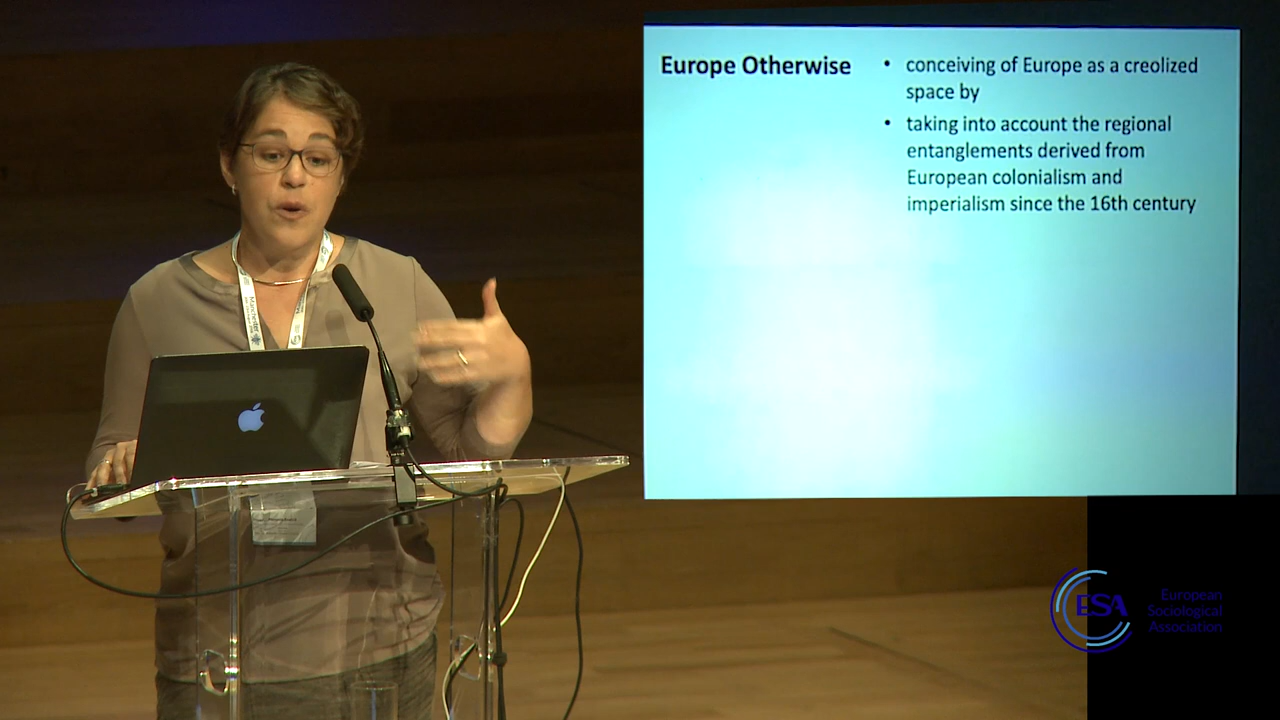 Europe Otherwise
• conceiving of Europe as a creolized
space by
• taking into account the regional
entanglements derived from
European colonialism and
imperialism since the 16th century
Manchester
ESA
European
Sociological
Association